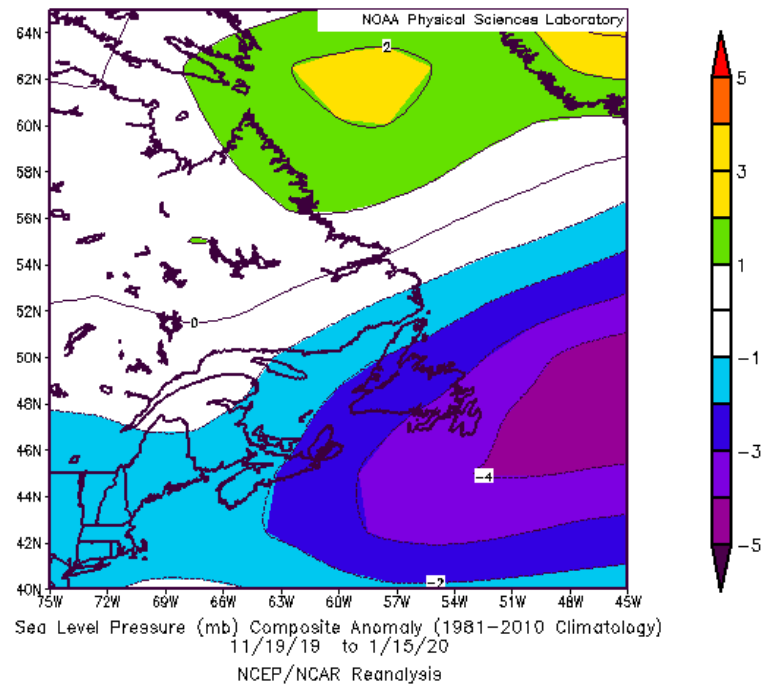 NOAA Physical Sciences Laboratory
64N
62N
60N
58N
56N
54N
52N
50N
48N
46N
44N
42N
40N
2
0
-4
-2
75W 72W 69W 66W 63W 60W 57W 54W 51W 48W 45W
5
3
1
-1
-3
-5
Sea Level Pressure (mb) Composite Anomaly (1981-2010 Climatology)
11/19/19 to 1/15/20
NCEP/NCAR Reanalysis